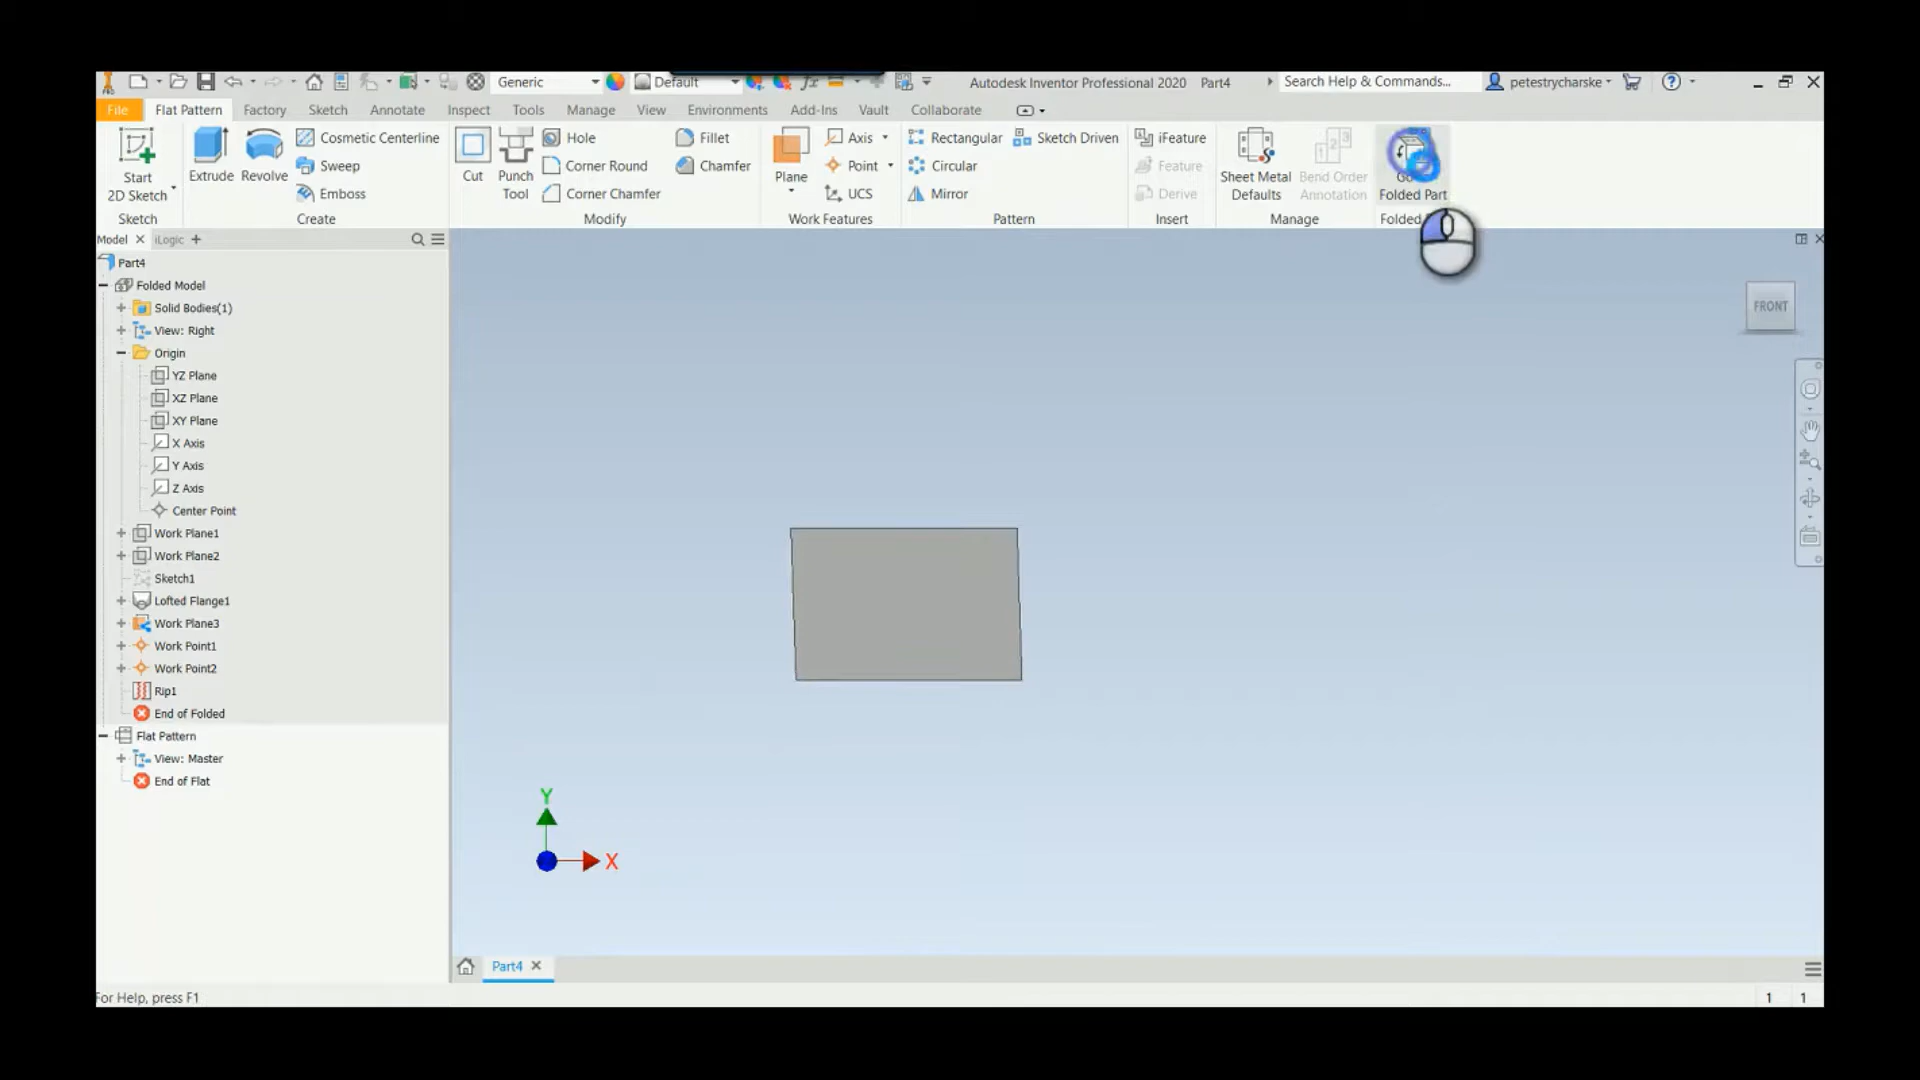 Generic
Default
Autodesk Inventor Professional 2020 Part4
Search Help & Commands...
petestrycharske
File
Flat Pattern
Factory
Sketch
Annotate
Inspect
Tools
Manage
View
Environments
Add-Ins
Vault
Collaborate
Start
2D Sketch
Sketch
Extrude
Revolve
Cosmetic Centerline
Sweep
Emboss
Create
Cut
Punch
Tool
Hole
Corner Round
Corner Chamfer
Fillet
Chamfer
Modify
Plane
Axis
Point
UCS
Work Features
Rectangular
Circular
Mirror
Sketch Driven
Pattern
iFeature
Feature
Derive
Insert
Sheet Metal
Defaults
Bend Order
Annotation
Manage
Folded Part
Folded
Model
iLogic
Part4
Folded Model
Solid Bodies(1)
View: Right
Origin
YZ Plane
XZ Plane
XY Plane
X Axis
Y Axis
Z Axis
Center Point
Work Plane1
Work Plane2
Sketch1
Lofted Flange1
Work Plane3
Work Point1
Work Point2
Rip1
End of Folded
Flat Pattern
View: Master
End of Flat
FRONT
Y
X
Part4
For Help, press F1
1 1